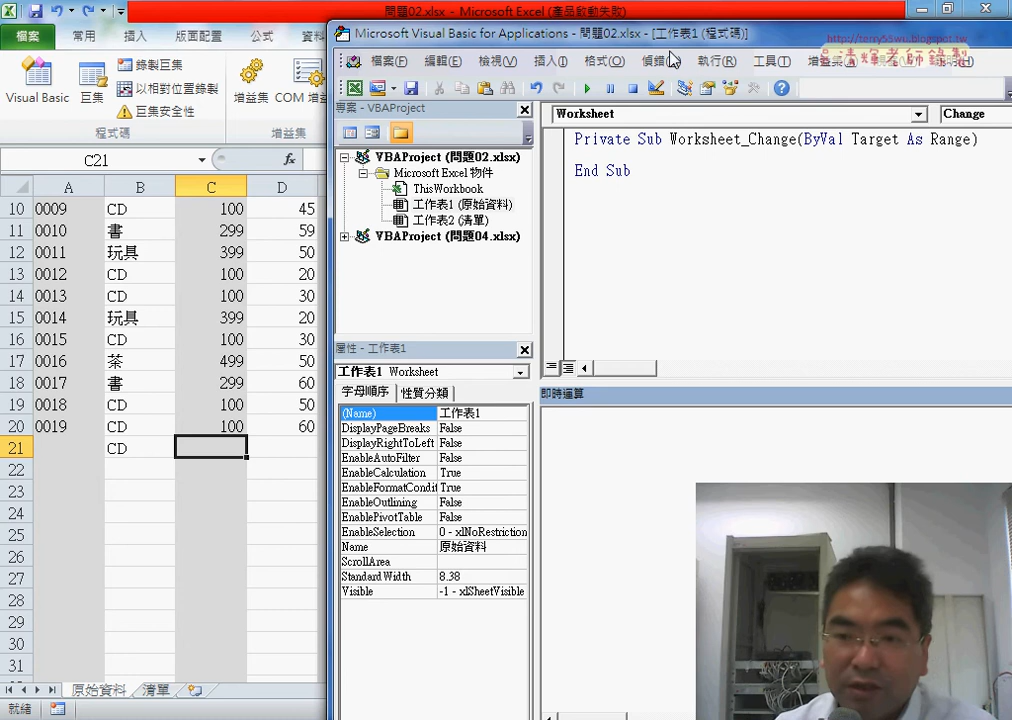 問題02.xlsx - Microsoft Excel (產品啟動失敗)
檔案 常用 插入 版面配置 公式 資料
Visual Basic 巨集 錄製巨集 以相對位置錄製 巨集安全性 增益集 COM 增益
程式碼 增益集
C21 fx
A B C D
10 0009 CD 100 45
11 0010 書 299 59
12 0011 玩具 399 50
13 0012 CD 100 20
14 0013 CD 100 30
15 0014 玩具 399 20
16 0015 CD 100 30
17 0016 茶 499 50
18 0017 書 299 60
19 0018 CD 100 50
20 0019 CD 100 60
21 CD
22
23
24
25
26
27
28
29
30
31
原始資料 清單
就緒
Microsoft Visual Basic for Applications - 問題02.xlsx - [工作表1 (程式碼)]
http://terry55wu.blogspot.tw
吳清輝老師錄製
檔案(F) 編輯(E) 檢視(V) 插入(I) 格式(O) 執行(R) 工具(T)
專案 - VBAProject
VBAProject (問題02.xlsx)
Microsoft Excel 物件
ThisWorkbook
工作表1 (原始資料)
工作表2 (清單)
VBAProject (問題04.xlsx)
屬性 - 工作表1
工作表1 Worksheet
字母順序 性質分類
(Name) 工作表1
DisplayPageBreaks False
DisplayRightToLeft False
EnableAutoFilter False
EnableCalculation True
EnableFormatCondit True
EnableOutlining False
EnablePivotTable False
EnableSelection 0 - xlNoRestriction
Name 原始資料
ScrollArea
StandardWidth 8.38
Visible -1 - xlSheetVisible
Worksheet Change
Private Sub Worksheet_Change(ByVal Target As Range)
End Sub
即時運算